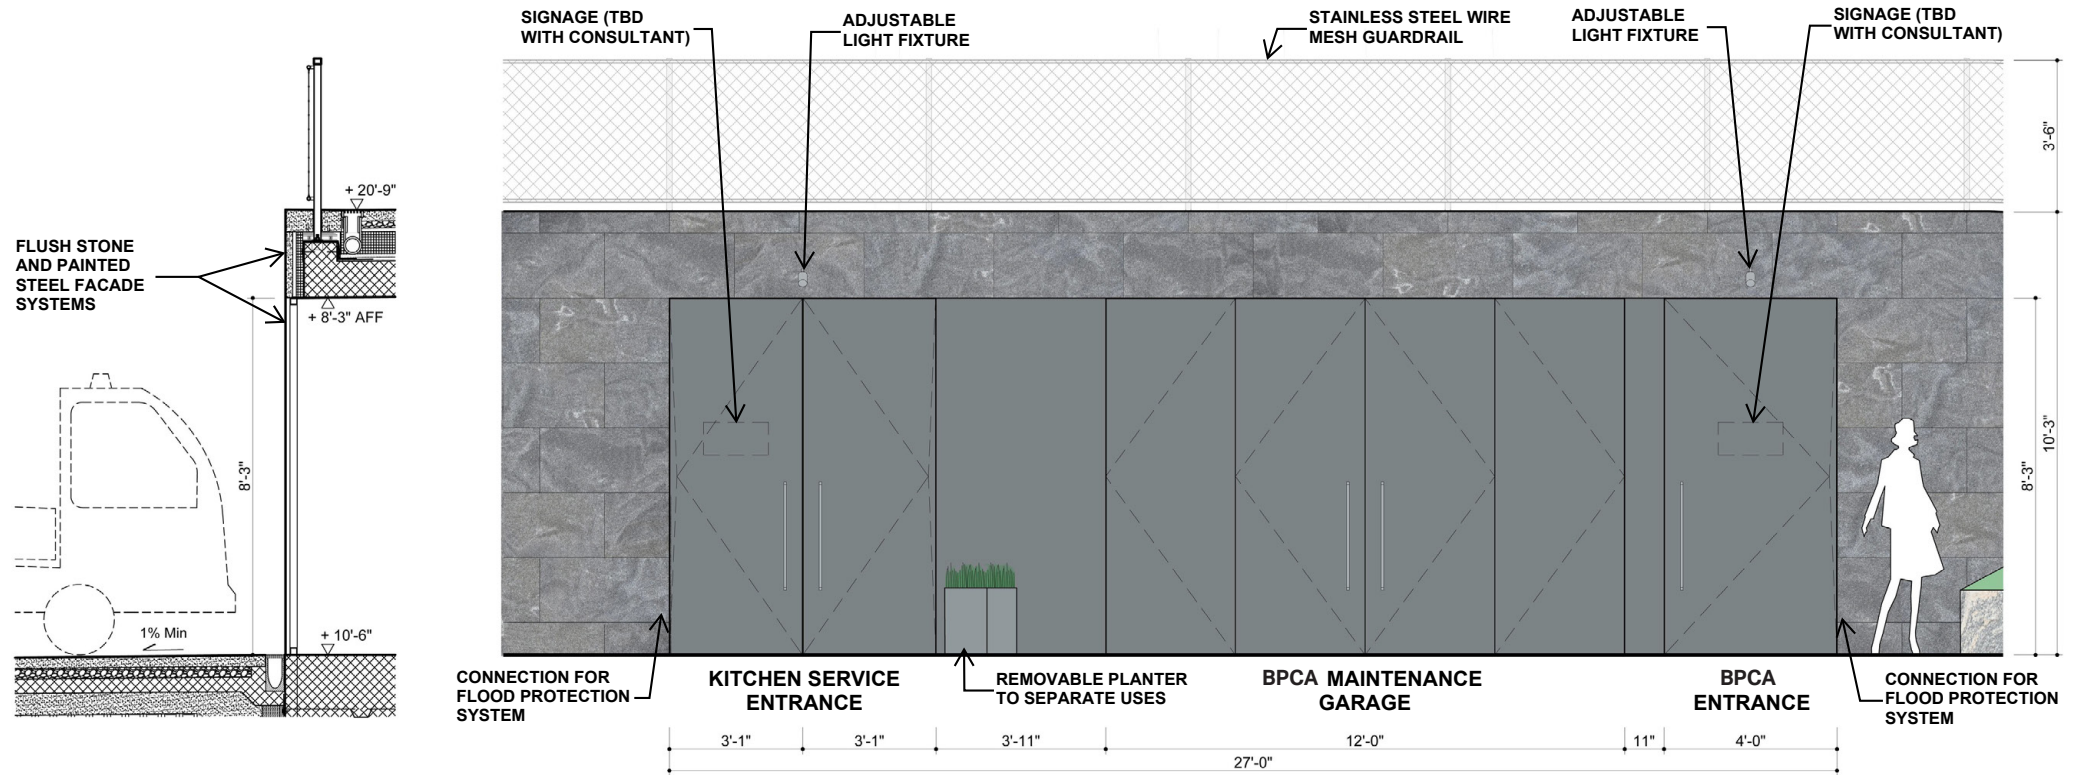 SIGNAGE (TBD
WITH CONSULTANT)
ADJUSTABLE
LIGHT FIXTURE
STAINLESS STEEL WIRE
MESH GUARDRAIL
ADJUSTABLE
LIGHT FIXTURE
SIGNAGE (TBD
WITH CONSULTANT)
3'-6"
+ 20'-9"
FLUSH STONE
AND PAINTED
STEEL FACADE
SYSTEMS
+ 8'-3" AFF
8'-3"
1% Min
+ 10'-6"
8'-3"
10'-3"
CONNECTION FOR
FLOOD PROTECTION
SYSTEM
KITCHEN SERVICE
ENTRANCE
REMOVABLE PLANTER
TO SEPARATE USES
BPCA MAINTENANCE
GARAGE
BPCA
ENTRANCE
CONNECTION FOR
FLOOD PROTECTION
SYSTEM
3'-1"
3'-1"
3'-11"
12'-0"
11"
4'-0"
27'-0"